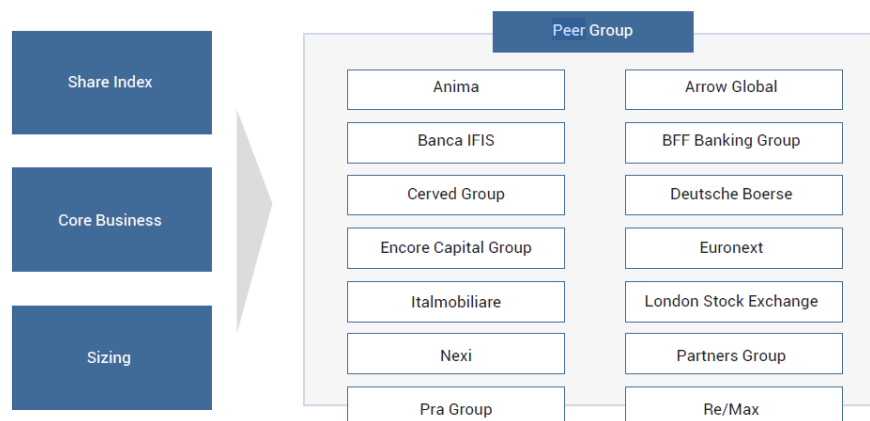 Share Index
Core Business
Sizing
Peer Group
Anima
Arrow Global
Banca IFIS
BFF Banking Group
Cerved Group
Deutsche Boerse
Encore Capital Group
Euronext
Italmobiliare
London Stock Exchange
Nexi
Partners Group
Pra Group
Re/Max